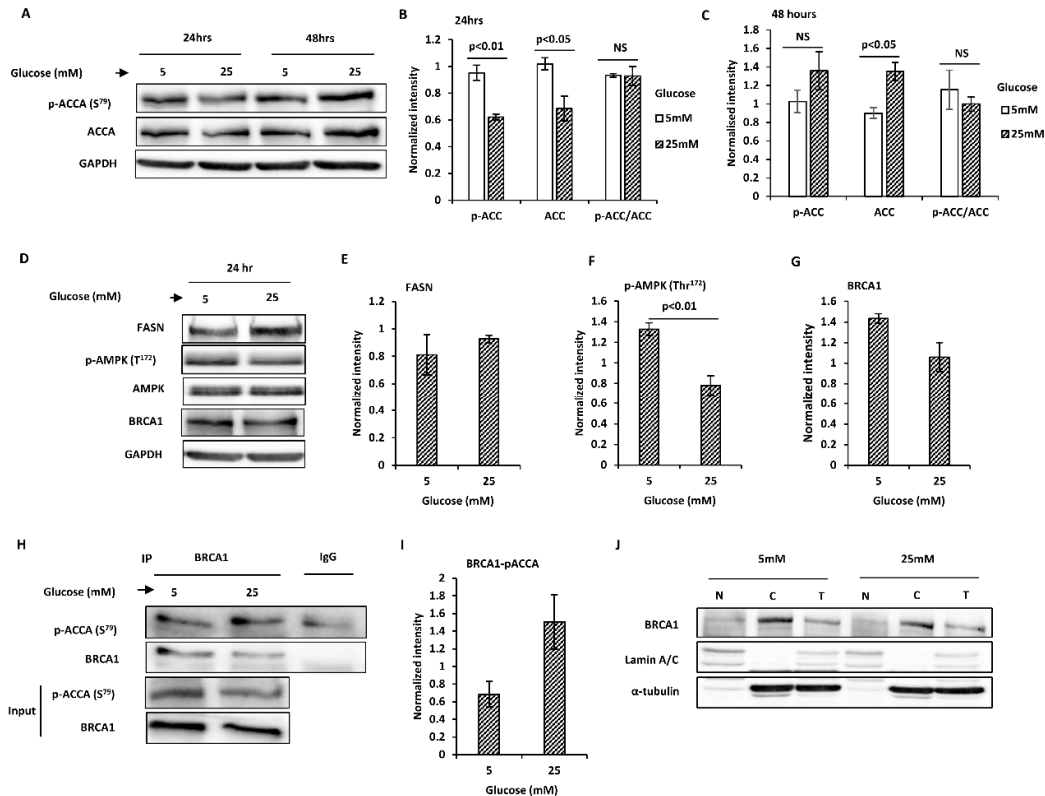 A
24hrs 48hrs
Glucose (mM) 5 25 5 25
p-ACCA (S79)
ACCA
GAPDH
B
24hrs
Normalized intensity
1.2
1
0.8
0.6
0.4
0.2
0
p<0.01
p<0.05
NS
p-ACC ACC p-ACC/ACC
Glucose
5mM
25mM
C
48 hours
Normalised intensity
1.8
1.6
1.4
1.2
1
0.8
0.6
0.4
0.2
0
NS
p<0.05
NS
p-ACC ACC p-ACC/ACC
Glucose
5mM
25mM
D
24 hr
Glucose (mM) 5 25
FASN
p-AMPK (T172)
AMPK
BRCA1
GAPDH
E
FASN
Normalized intensity
1.2
1
0.8
0.6
0.4
0.2
0
5 25
Glucose (mM)
F
p-AMPK (Thr172)
p<0.01
Normalized intensity
1.6
1.4
1.2
1
0.8
0.6
0.4
0.2
0
5 25
Glucose (mM)
G
BRCA1
Normalized intensity
1.6
1.4
1.2
1
0.8
0.6
0.4
0.2
0
5 25
Glucose (mM)
H
IP BRCA1 IgG
Glucose (mM) 5 25
p-ACCA (S79)
BRCA1
Input
p-ACCA (S79)
BRCA1
I
BRCA1-pACCA
Normalized intensity
2
1.8
1.6
1.4
1.2
1
0.8
0.6
0.4
0.2
0
5 25
Glucose (mM)
J
5mM 25mM
N C T N C T
BRCA1
Lamin A/C
α-tubulin